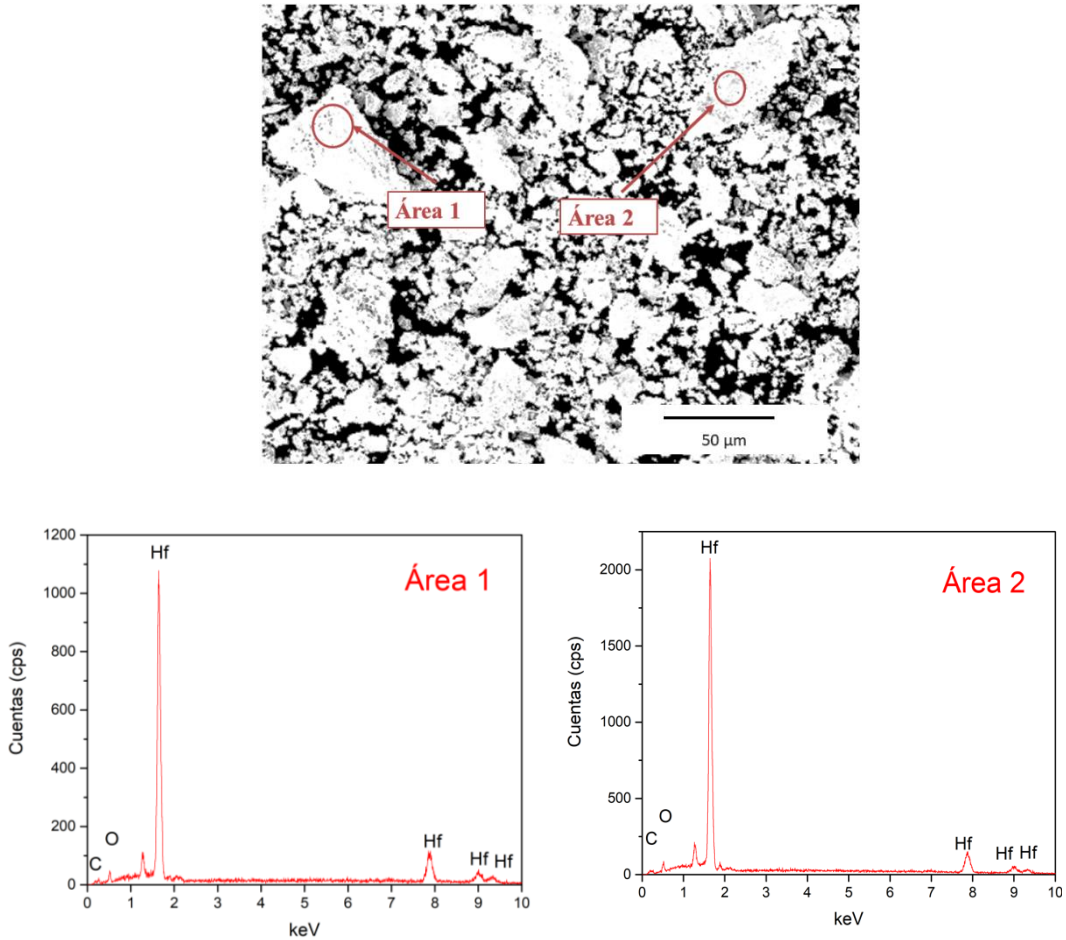 Área 1
Área 2
50 μm
1200
1000
800
600
400
200
0
Cuentas (cps)
Hf
Área 1
C
O
Hf
Hf
Hf
0 1 2 3 4 5 6 7 8 9 10
keV
2000
1500
1000
500
0
Cuentas (cps)
Hf
Área 2
C
O
Hf
Hf
Hf
0 1 2 3 4 5 6 7 8 9 10
keV